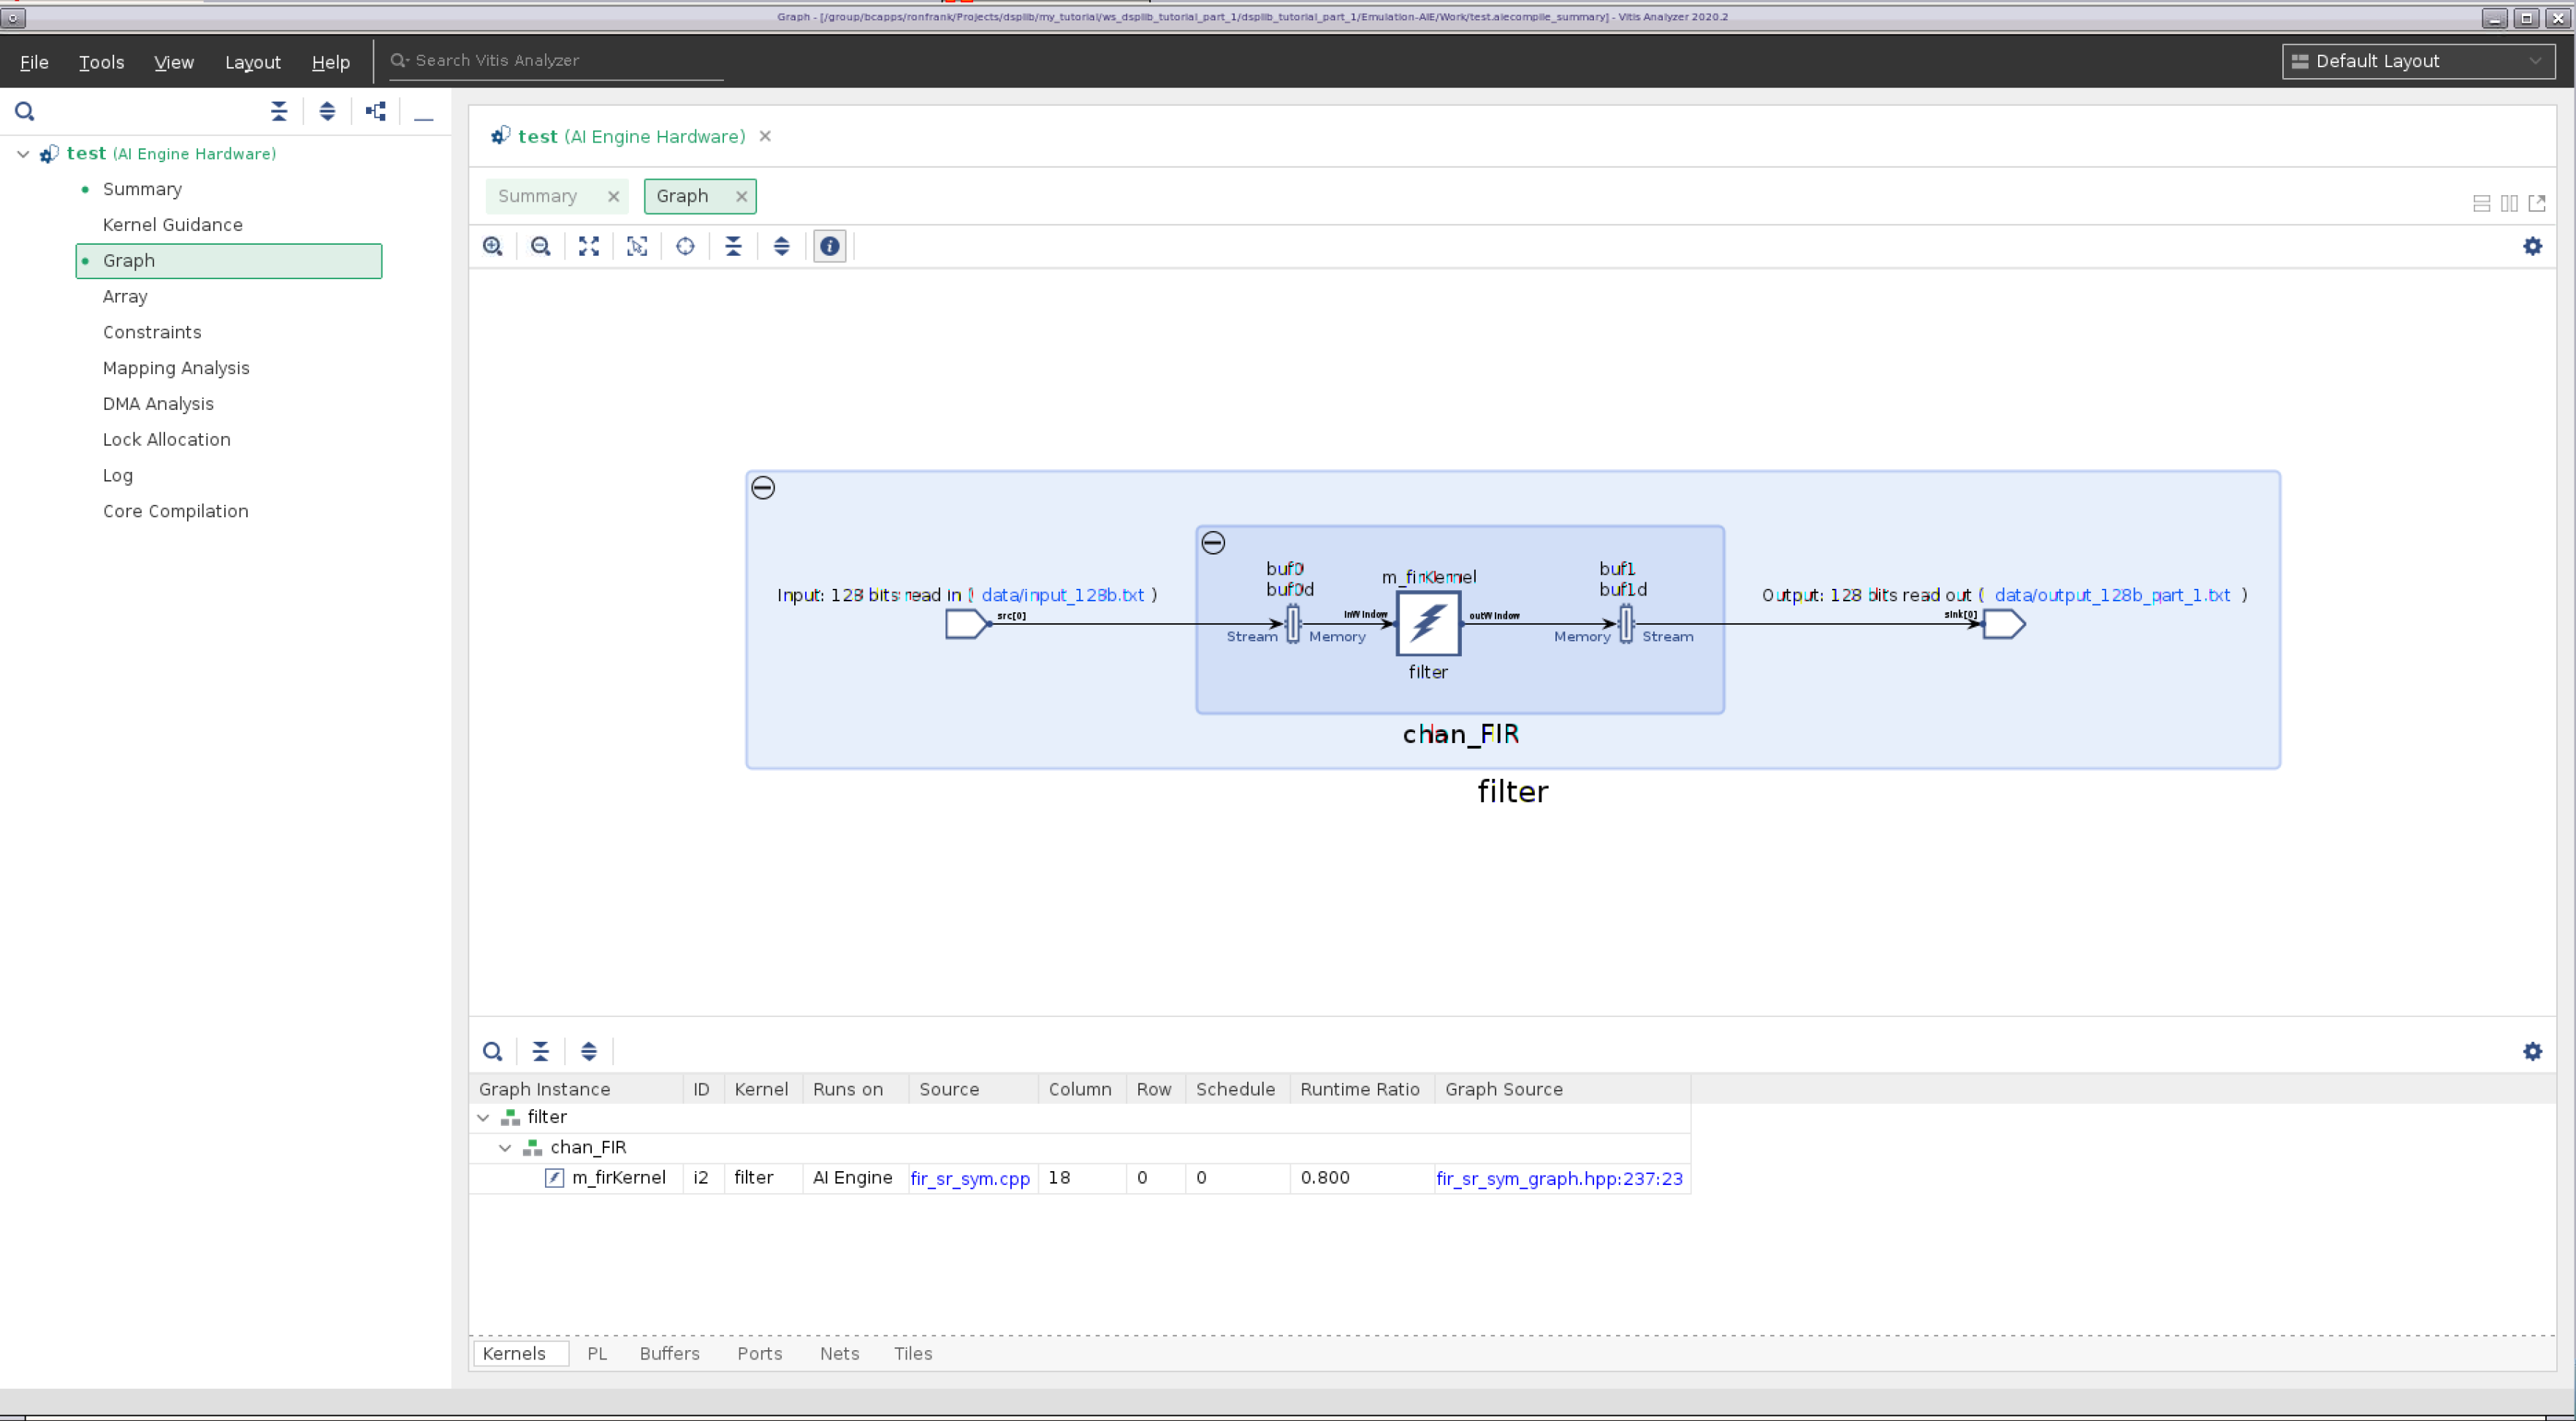 Graph - [/group/bcapps/ronfrank/Projects/dsplib/my_tutorial/ws_dsplib_tutorial_part_1/dsplib_tutorial_part_1/Emulation-AIE/Work/test.aiecompile_summary] - Vitis Analyzer 2020.2
File Tools View Layout Help Search Vitis Analyzer Default Layout
test (AI Engine Hardware)
Summary
Kernel Guidance
Graph
Array
Constraints
Mapping Analysis
DMA Analysis
Lock Allocation
Log
Core Compilation
test (AI Engine Hardware)
Summary Graph
buf0 m_firKernel buf1
buf0d buf1d
Input: 128 bits read in ( data/input_128b.txt ) Output: 128 bits read out ( data/output_128b_part_1.txt )
src[0] inWindow outWindow sink[0]
Stream Memory Memory Stream
filter
chan_FIR
filter
Graph Instance ID Kernel Runs on Source Column Row Schedule Runtime Ratio Graph Source
filter
chan_FIR
m_firKernel i2 filter AI Engine fir_sr_sym.cpp 18 0 0 0.800 fir_sr_sym_graph.hpp:237:23
Kernels PL Buffers Ports Nets Tiles